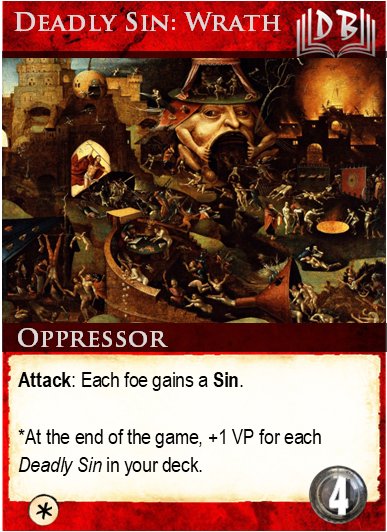 Deadly Sin: Wrath
DB
Oppressor
Attack: Each foe gains a Sin.
*At the end of the game, +1 VP for each
Deadly Sin in your deck.
*
4